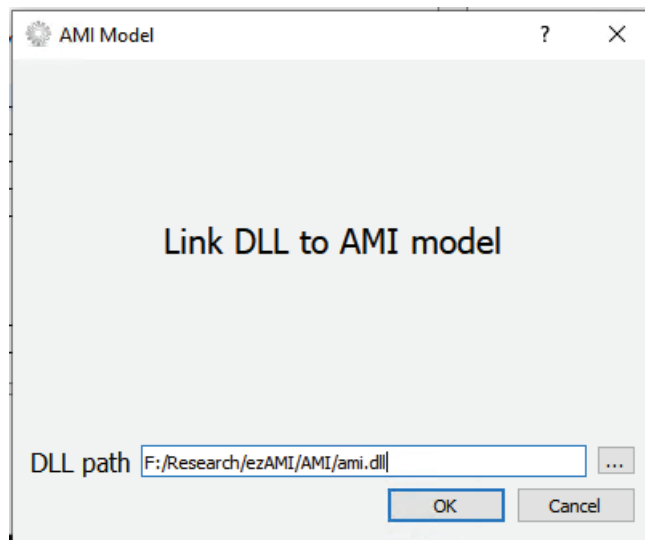 AMI Model
?
Link DLL to AMI model
DLL path F:/Research/ezAMI/AMI/ami.dll ...
OK Cancel